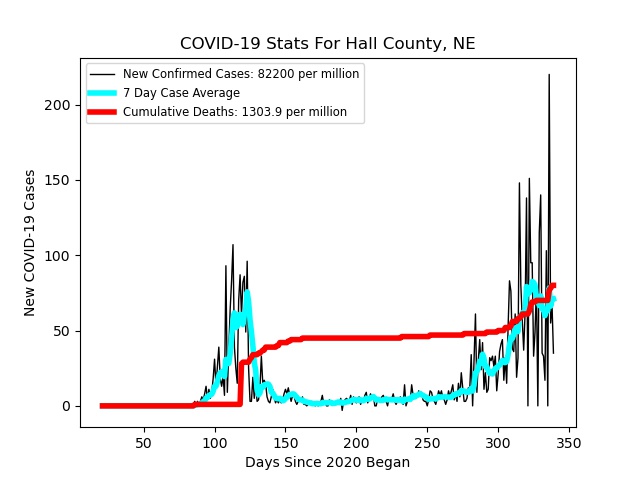 COVID-19 Stats For Hall County, NE
New Confirmed Cases: 82200 per million
7 Day Case Average
Cumulative Deaths: 1303.9 per million
New COVID-19 Cases
200
150
100
50
0
50 100 150 200 250 300 350
Days Since 2020 Began